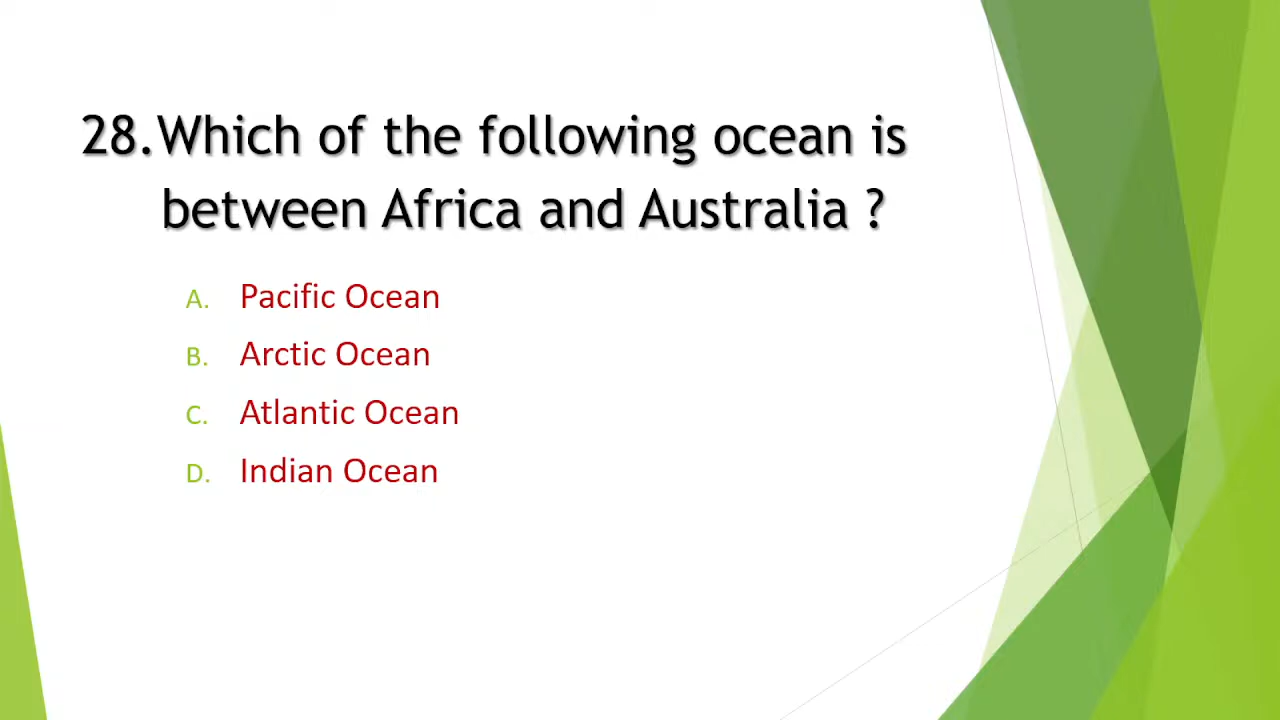 28.Which of the following ocean is
between Africa and Australia ?
A. Pacific Ocean
B. Arctic Ocean
C. Atlantic Ocean
D. Indian Ocean